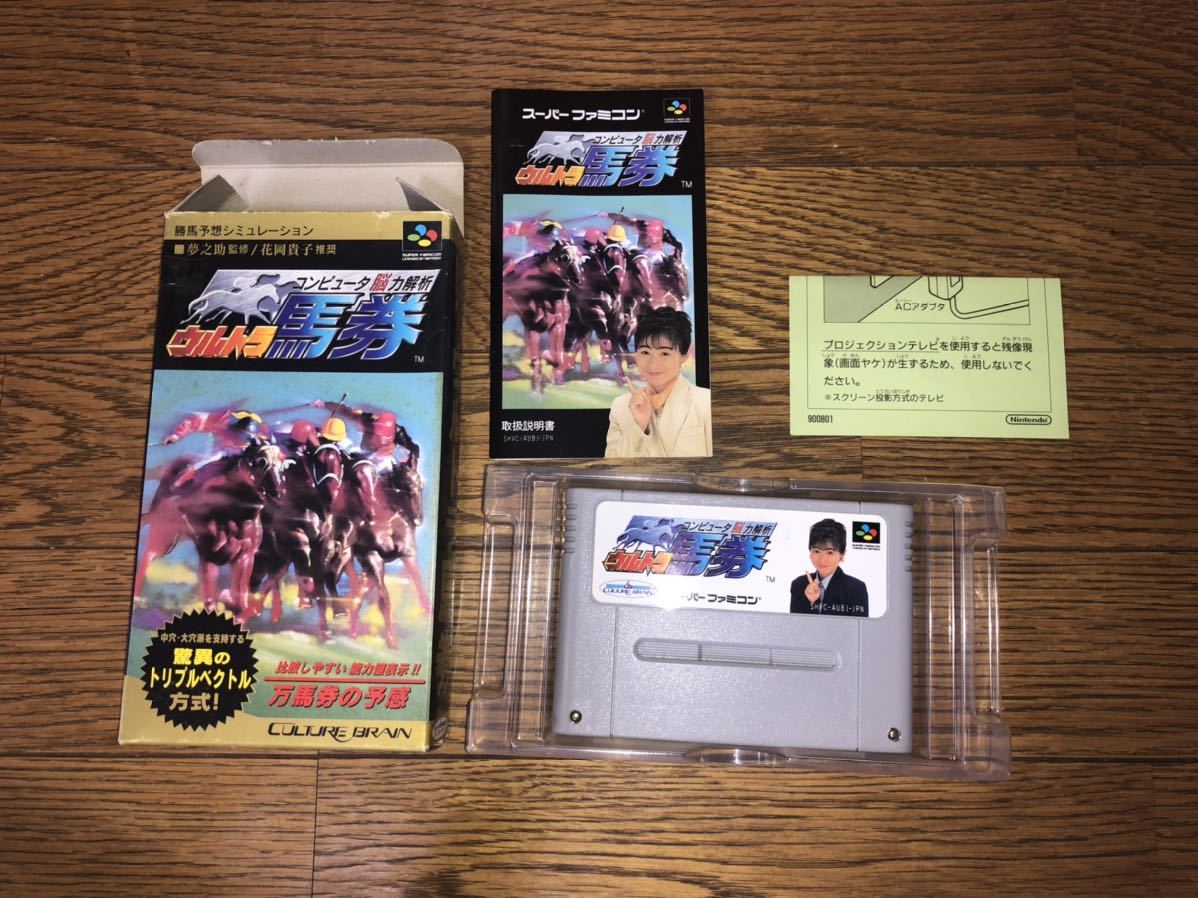 勝馬予想シミュレーション
■夢之助監修/花岡貴子推奨
SUPER FAMICOM
LICENSED BY NINTENDO
コンピュータ脳力解析
ウルトラ馬券
TM
中穴・大穴派を支持する
驚異の
トリプルベクトル
方式!
比較しやすい能力値表示!!
万馬券の予感
CULTURE BRAIN
スーパーファミコン
コンピュータ脳力解析
ウルトラ馬券
TM
取扱説明書
SHVC-AUBJ-JPN
ACアダプタ
プロジェクションテレビを使用すると残像現
象(画面ヤケ)が生ずるため、使用しないでく
ださい。
※スクリーン投影方式のテレビ
900801
Nintendo
コンピュータ脳力解析
ウルトラ馬券
TM
CULTURE BRAIN
スーパーファミコン
SUPER FAMICOM
SHVC-AUBJ-JPN